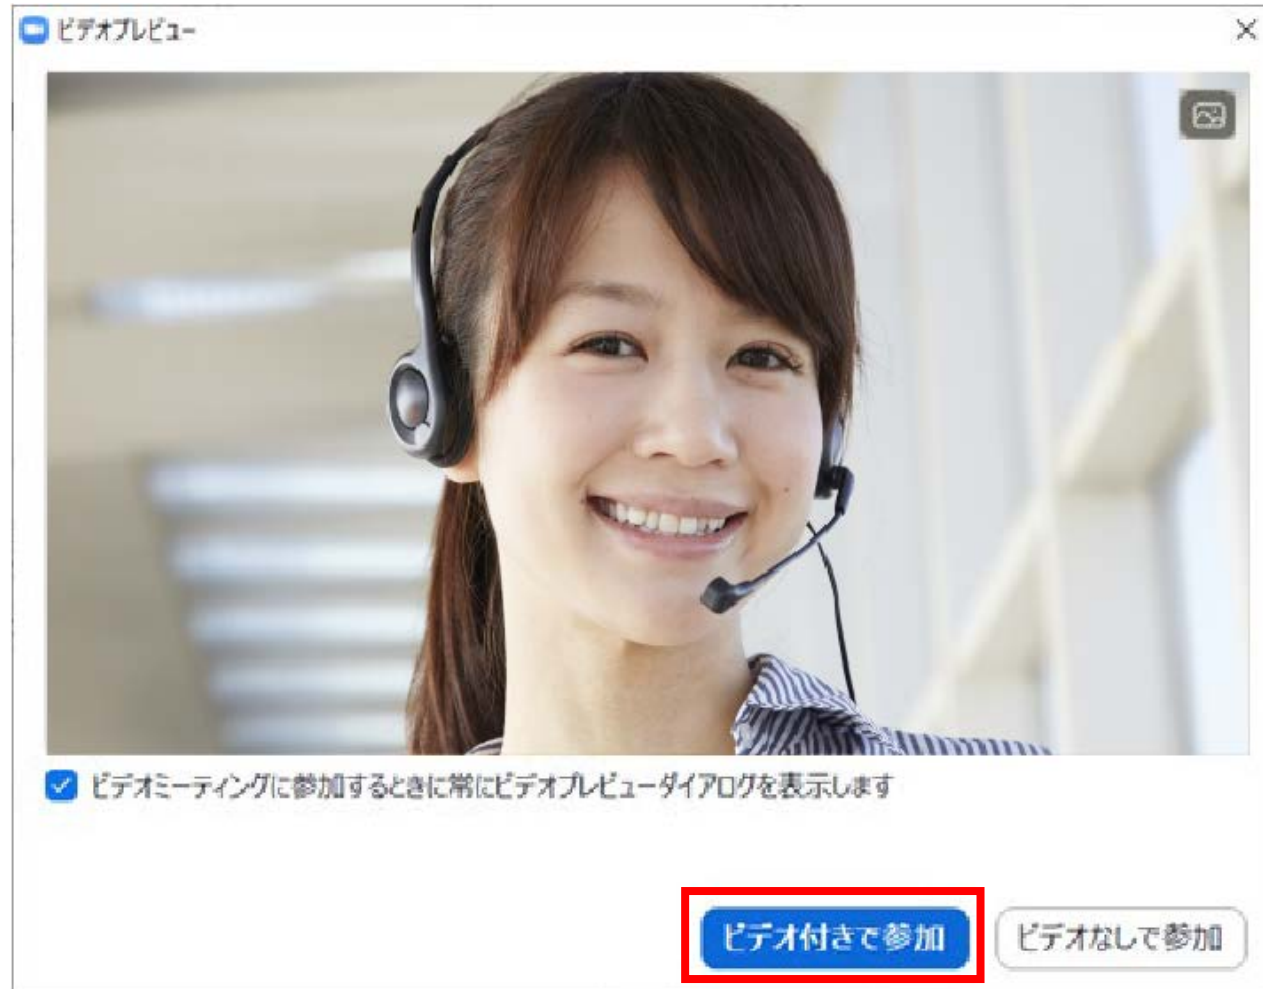 ビデオプレビュー
ビデオミーティングに参加するときに常にビデオプレビューダイアログを表示します
ビデオ付きで参加
ビデオなしで参加